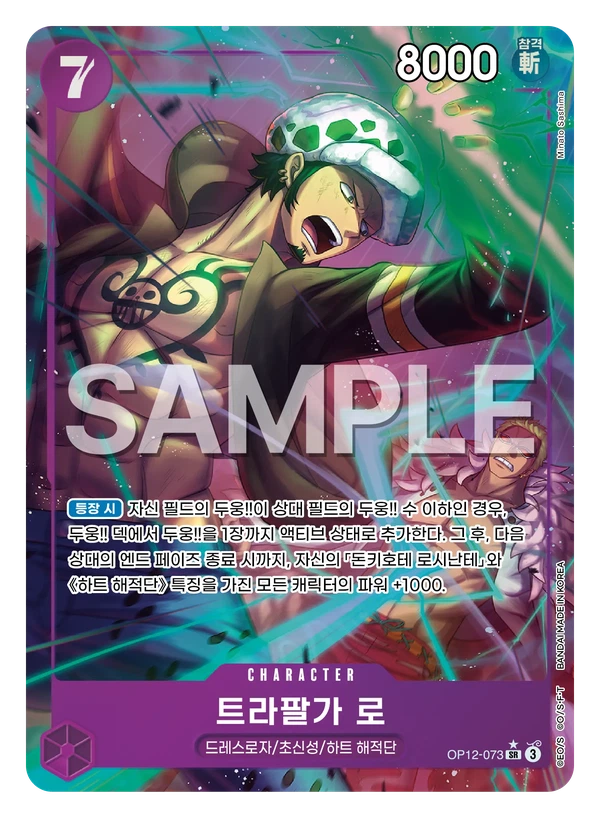 7
8000
참격
斬
Minato Sashima
SAMPLE
등장 시 자신 필드의 두웅!!이 상대 필드의 두웅!! 수 이하인 경우,
두웅!! 덱에서 두웅!!을 1장까지 액티브 상태로 추가한다. 그 후, 다음
상대의 엔드 페이즈 종료 시까지, 자신의 「돈키호테 로시난테」와
《하트 해적단》 특징을 가진 모든 캐릭터의 파워 +1000.
CHARACTER
트라팔가 로
드레스로자/초신성/하트 해적단
OP12-073 SR 3
©EO/S ©O/S·F·T BANDAI MADE IN KOREA